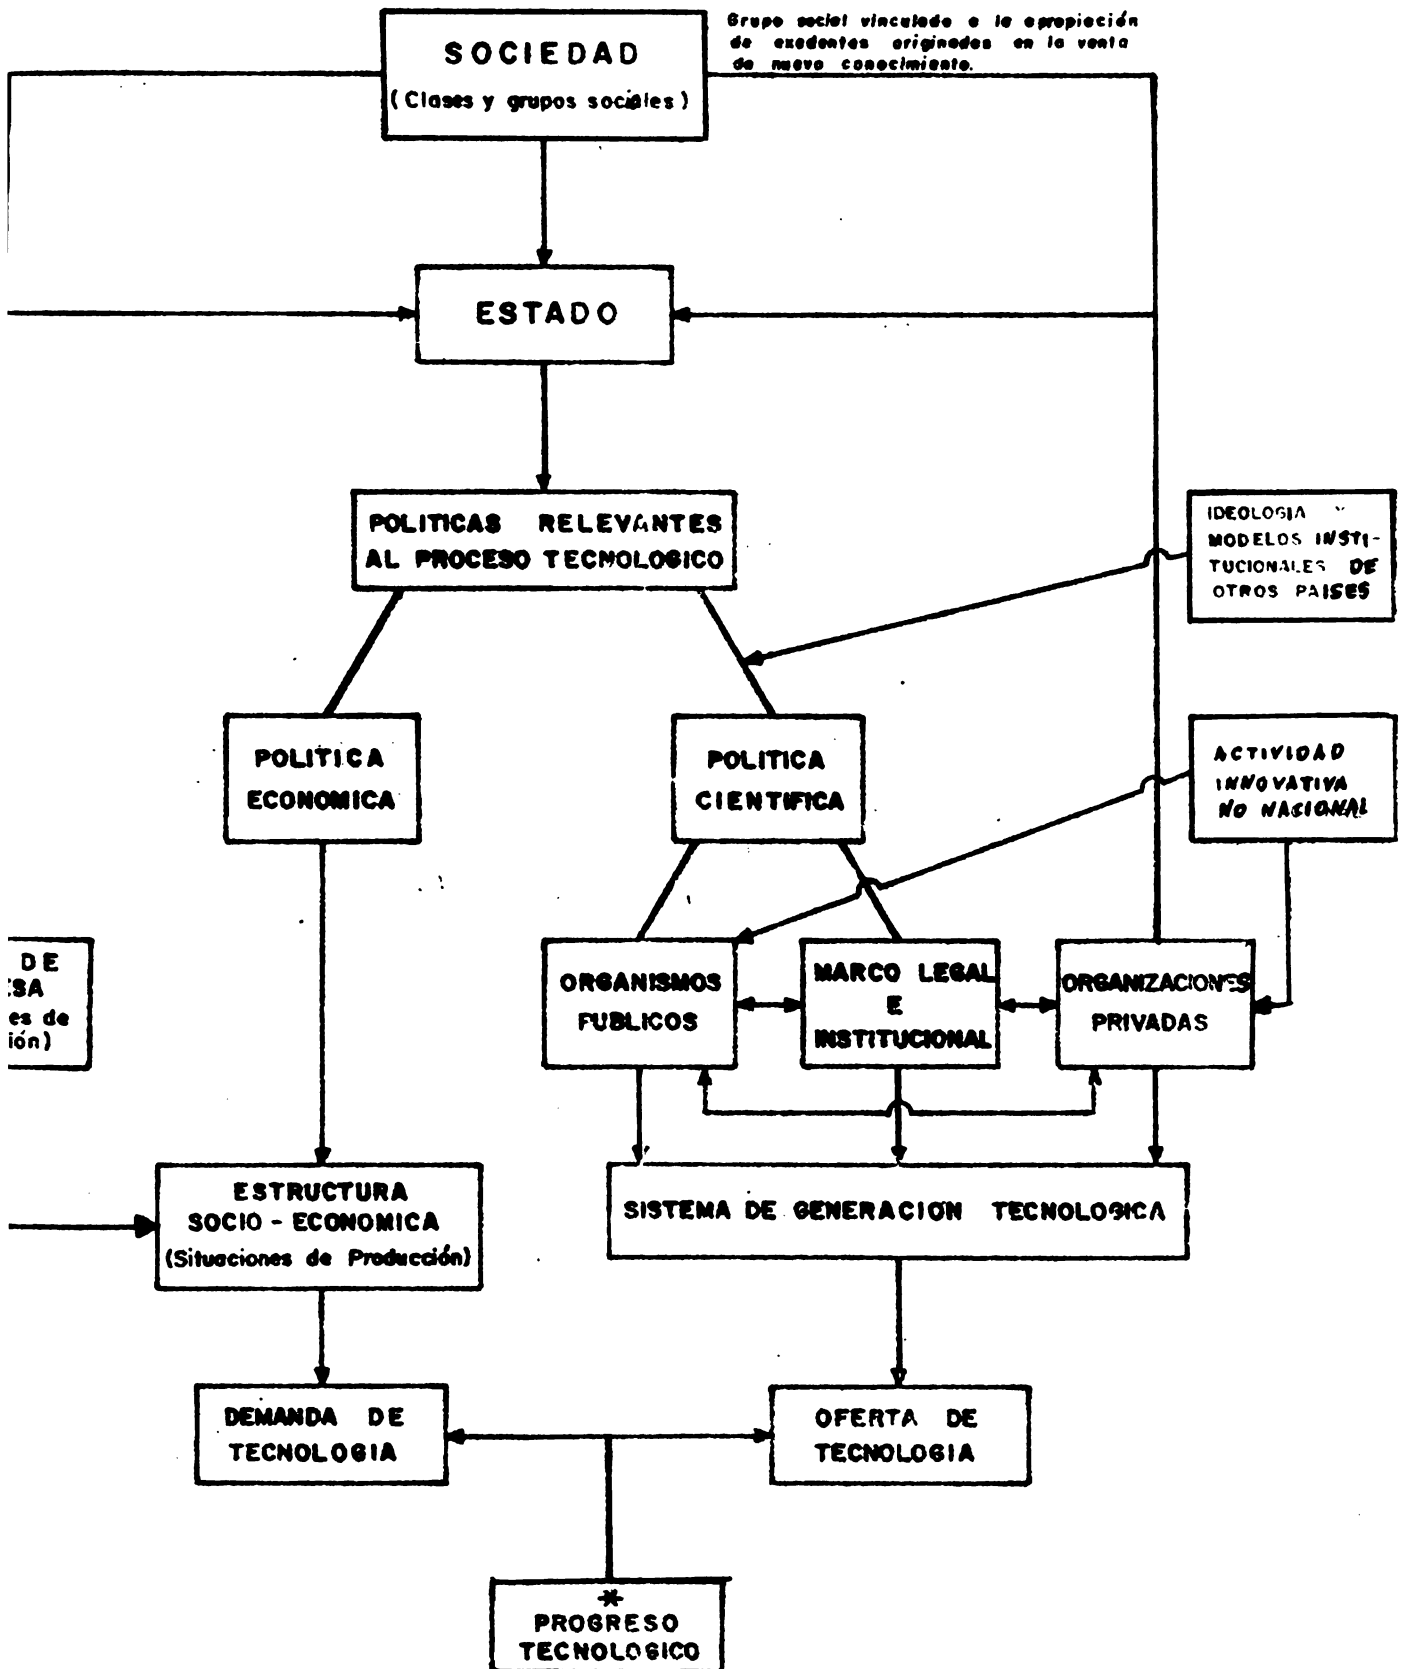 SOCIEDAD
(Clases y grupos sociales)
Grupo social vinculado a la apropiación
de exedentes originados en la venta
de nuevo conocimiento.
ESTADO
POLITICAS RELEVANTES
AL PROCESO TECNOLOGICO
IDEOLOGIA Y
MODELOS INSTI-
TUCIONALES DE
OTROS PAISES
POLITICA
ECONOMICA
POLITICA
CIENTIFICA
ACTIVIDAD
INNOVATIVA
NO NACIONAL
DE
ESA
es de
ión)
ORGANISMOS
PUBLICOS
MARCO LEGAL
E
INSTITUCIONAL
ORGANIZACIONES
PRIVADAS
ESTRUCTURA
SOCIO - ECONOMICA
(Situaciones de Producción)
SISTEMA DE GENERACIÓN TECNOLOGICA
DEMANDA DE
TECNOLOGIA
OFERTA DE
TECNOLOGIA
*
PROGRESO
TECNOLOGICO